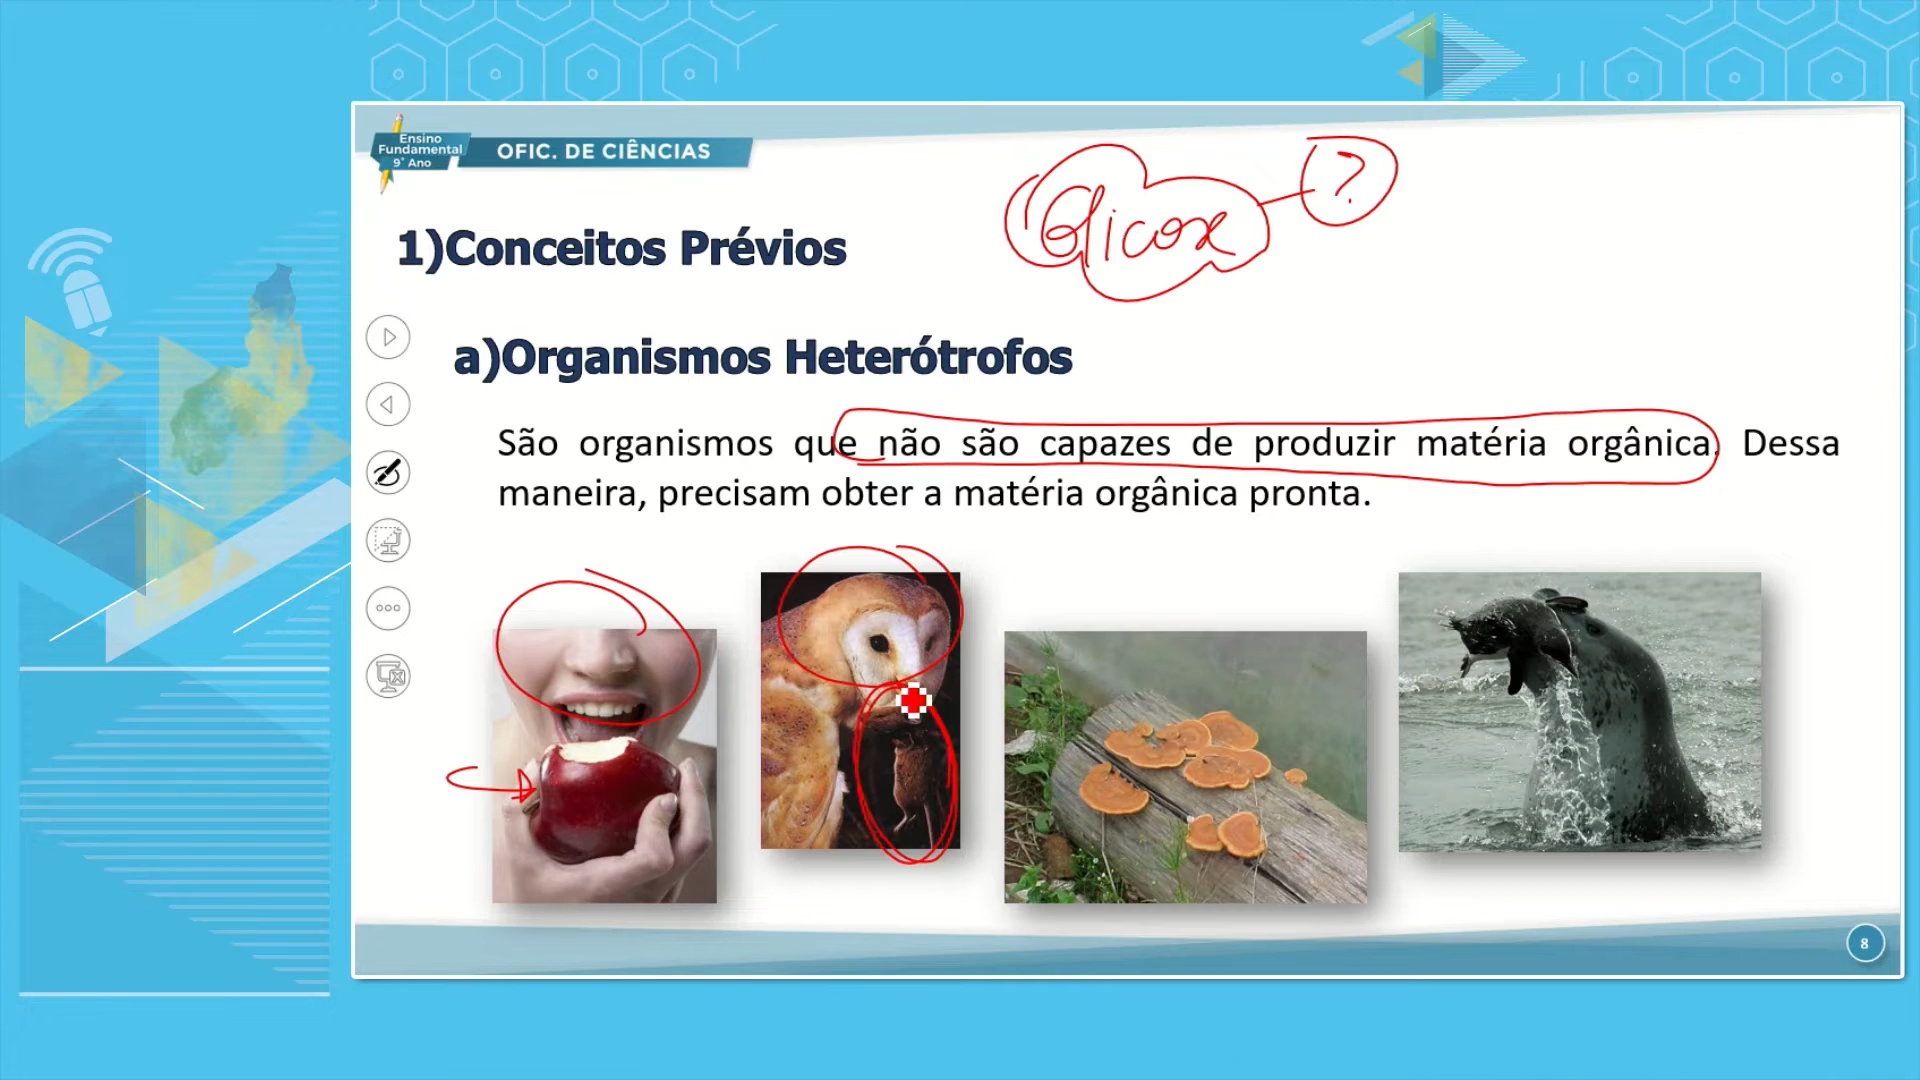 Ensino
Fundamental
9° Ano
OFIC. DE CIÊNCIAS
Glicose
?
1)Conceitos Prévios
a)Organismos Heterótrofos
São organismos que não são capazes de produzir matéria orgânica. Dessa
maneira, precisam obter a matéria orgânica pronta.
8